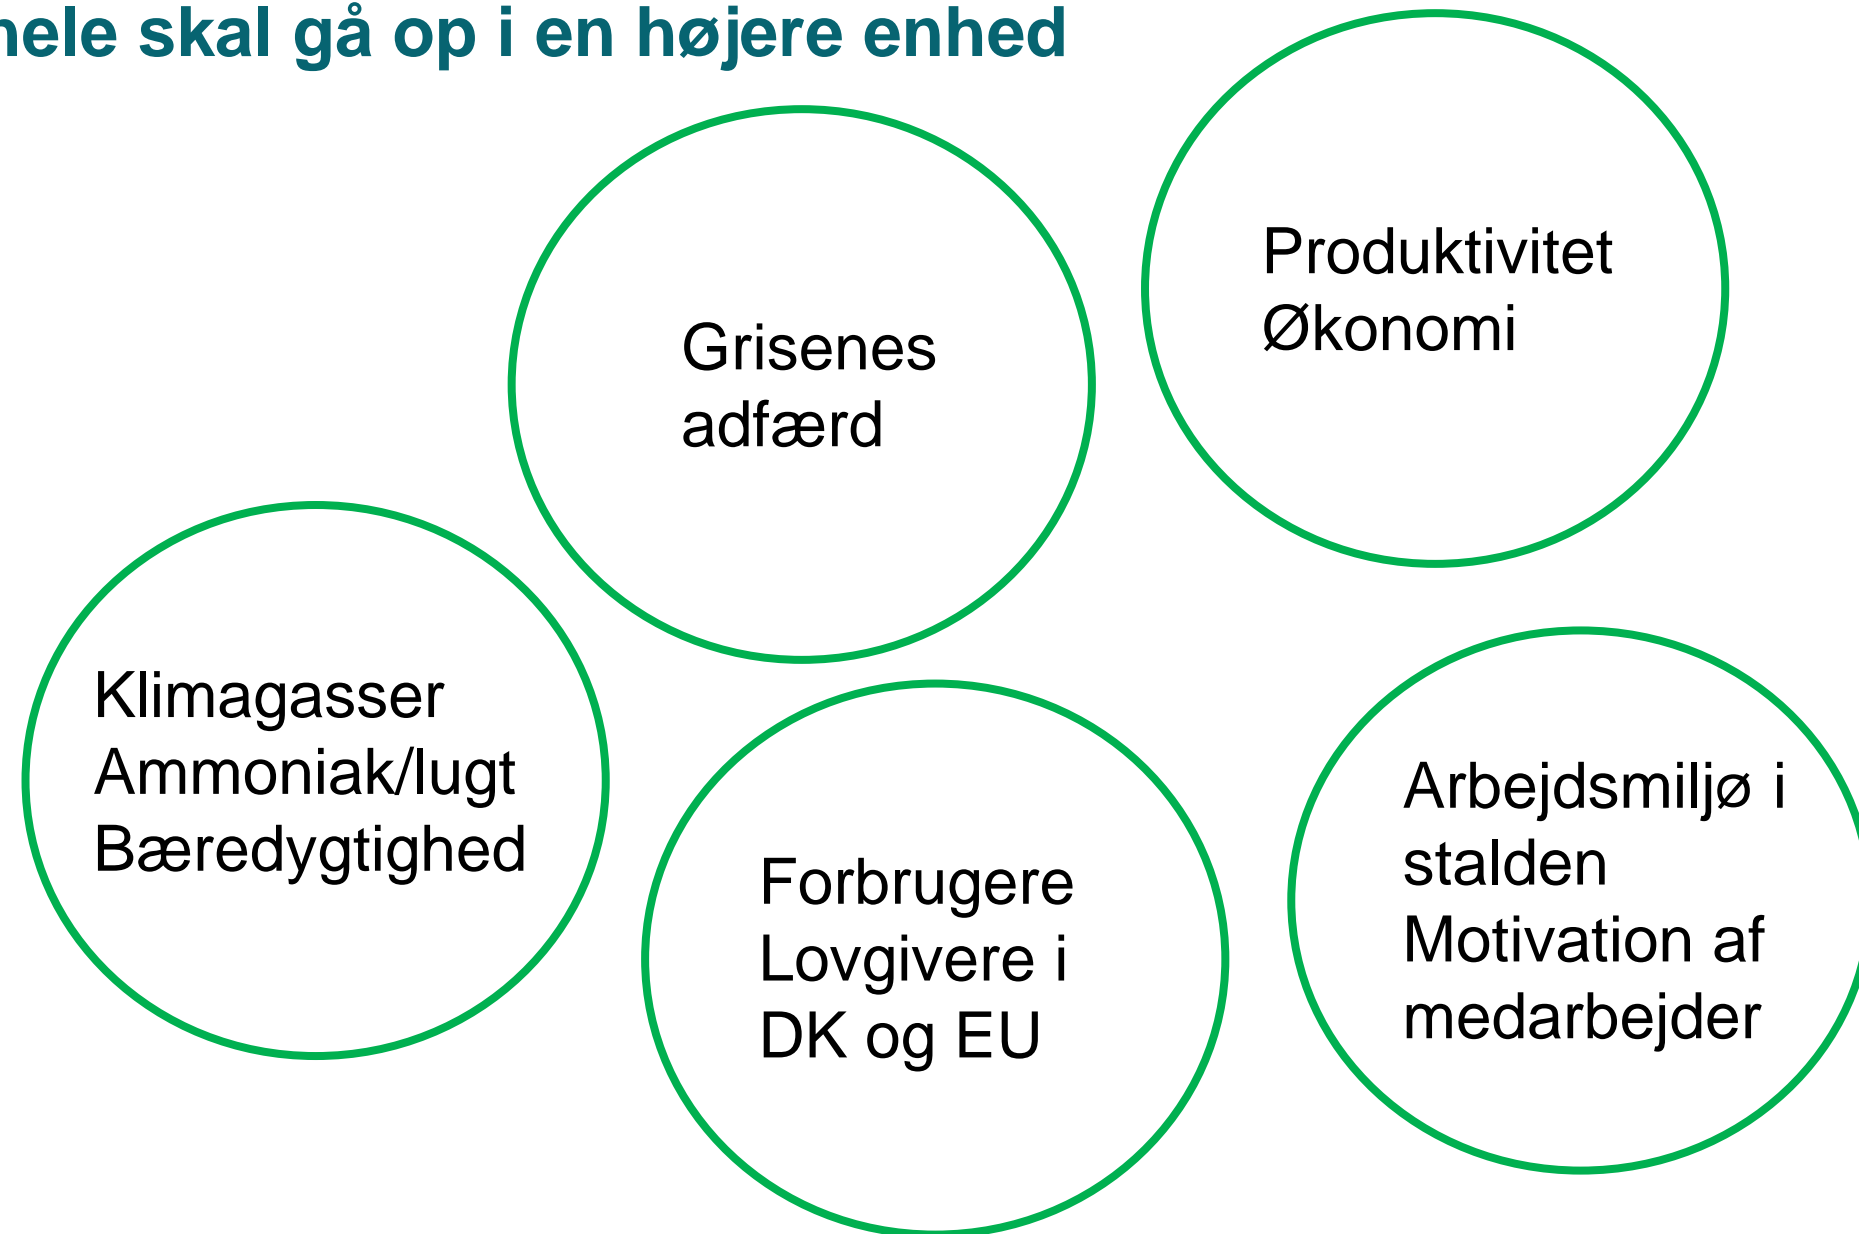 hele skal gå op i en højere enhed
Produktivitet
Økonomi
Grisenes
adfærd
Klimagasser
Ammoniak/lugt
Bæredygtighed
Forbrugere
Lovgivere i
DK og EU
Arbejdsmiljø i
stalden
Motivation af
medarbejder